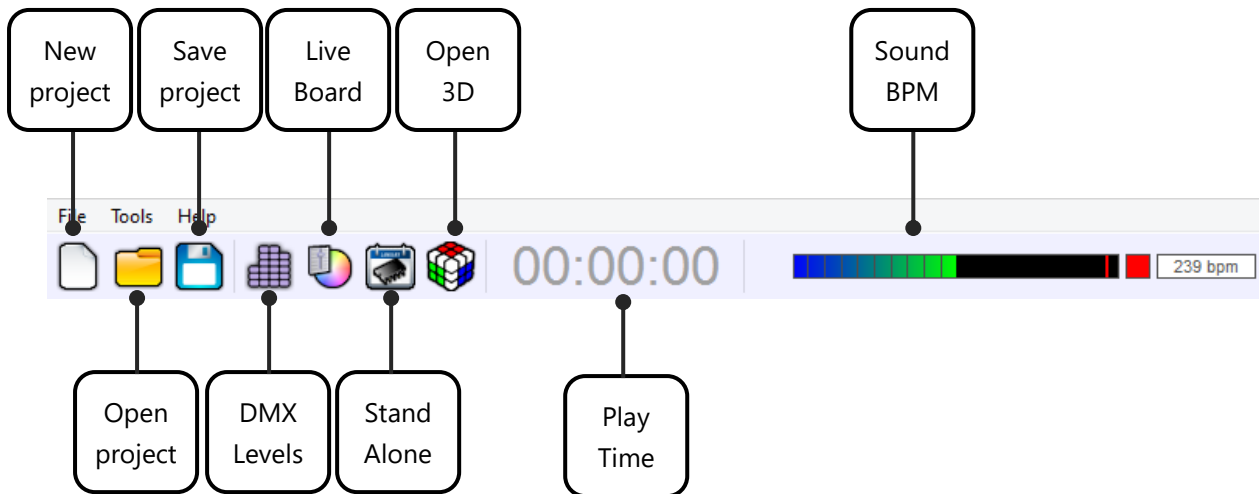 New
project
Save
project
Live
Board
Open
3D
Sound
BPM
File Tools Help
00:00:00
239 bpm
Open
project
DMX
Levels
Stand
Alone
Play
Time